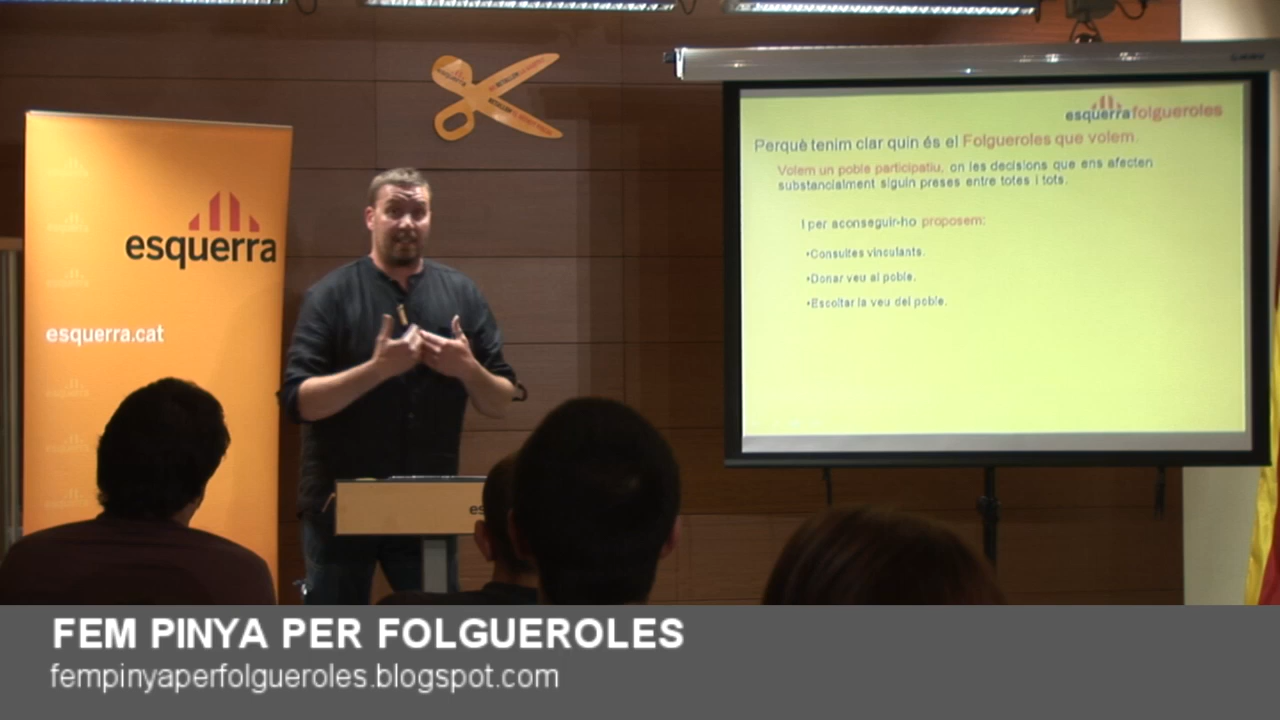 esquerra
esquerra.cat
esquerrafolgueroles
Perquè tenim clar quin és el Folgueroles que volem.
Volem un poble participatiu, on les decisions que ens afecten
substancialment siguin preses entre totes i tots.
I per aconseguir-ho proposem:
•Consultes vinculants.
•Donar veu al poble.
•Escoltar la veu del poble.
es
FEM PINYA PER FOLGUEROLES
fempinyaperfolgueroles.blogspot.com